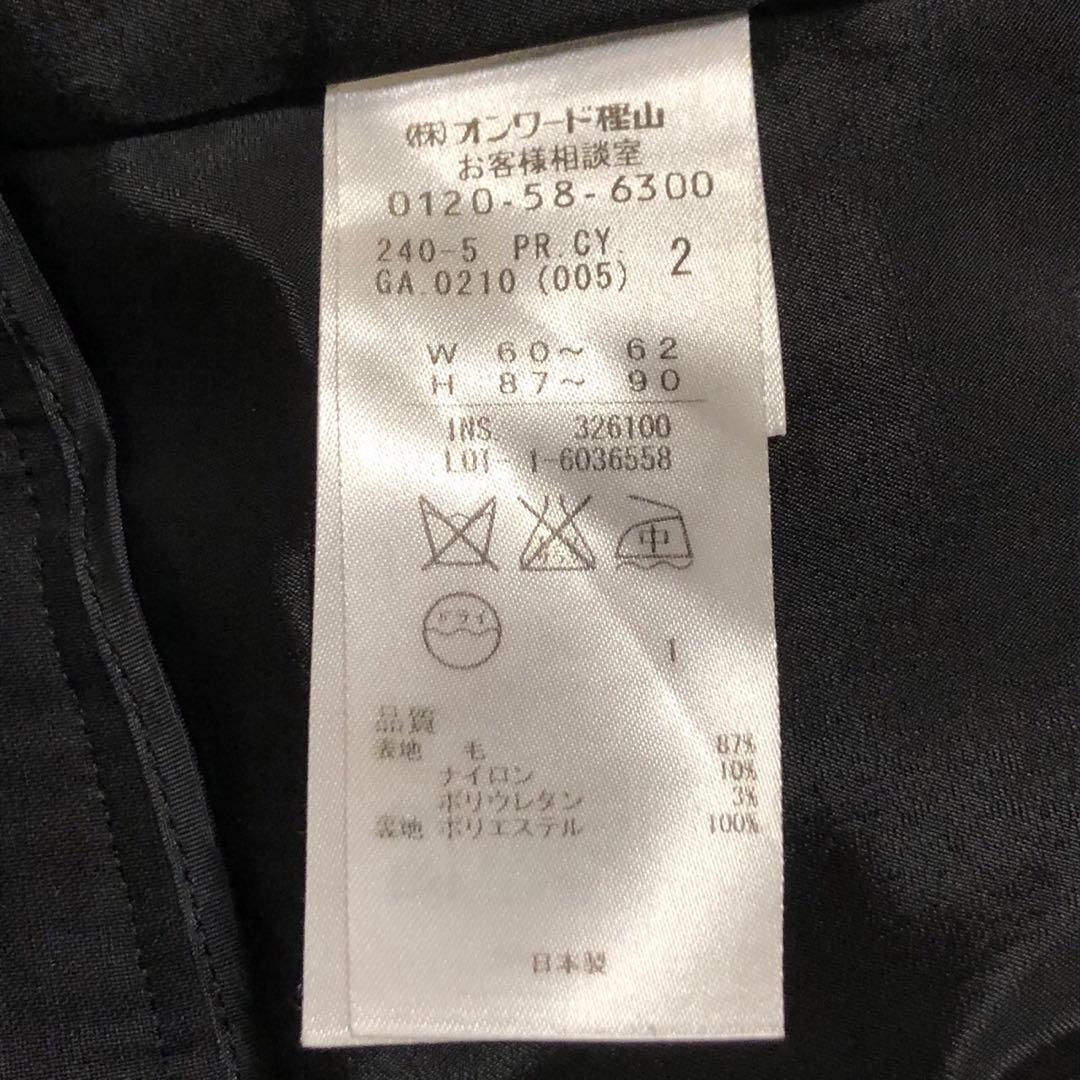 (株)オンワード樫山
お客様相談室
0120-58-6300
240-5 PR.CY. 2
GA.0210 (005)
W 60～ 62
H 87～ 90
INS. 326100
LOT 1-6036558
中
ドライ
1
品質
表地 毛 87%
ナイロン 10%
ポリウレタン 3%
裏地 ポリエステル 100%
日本製